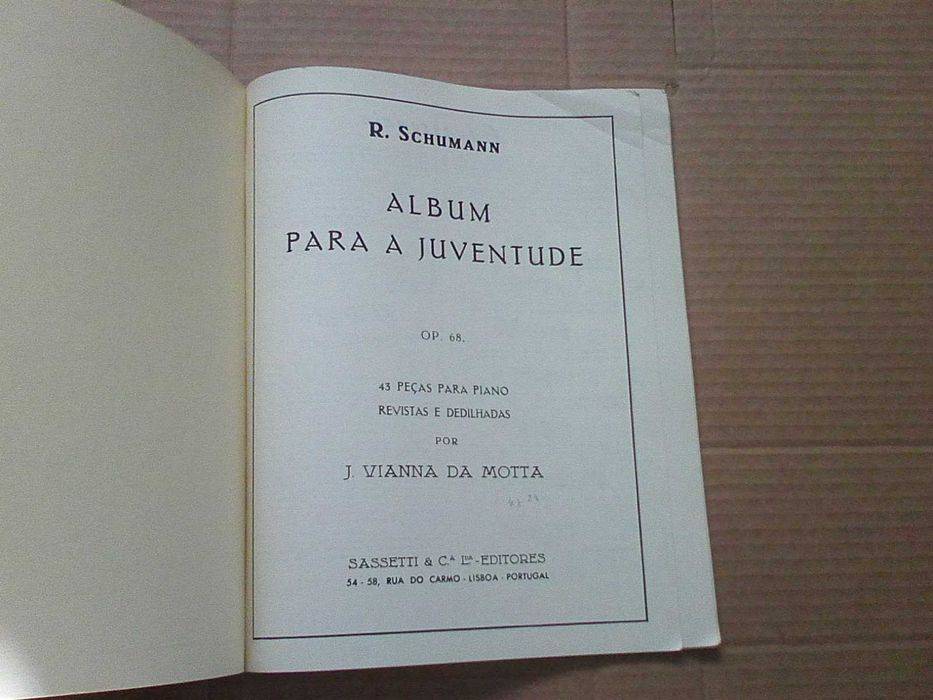 R. SCHUMANN
ALBUM
PARA A JUVENTUDE
OP. 68.
43 PEÇAS PARA PIANO
REVISTAS E DEDILHADAS
POR
J. VIANNA DA MOTTA
SASSETTI & C.ᴬ Lᴰᴬ - EDITORES
54 - 58, RUA DO CARMO - LISBOA - PORTUGAL